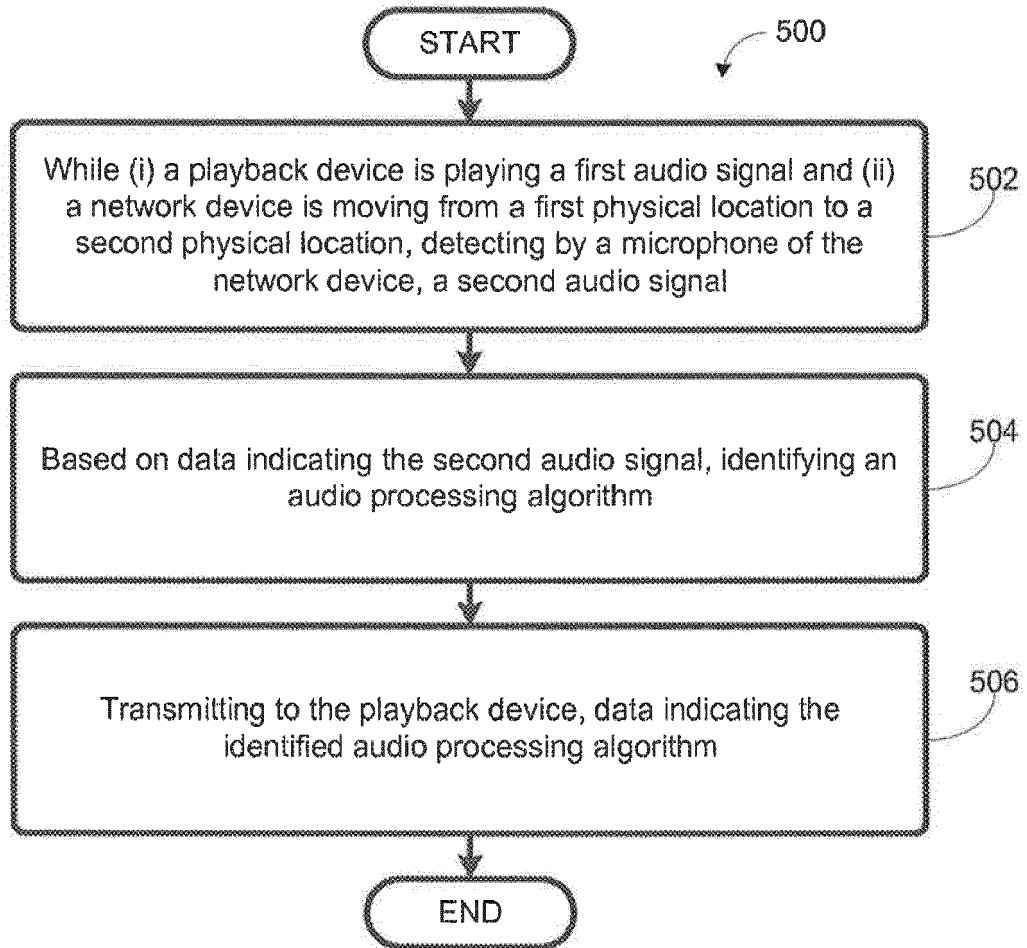 START
500
While (i) a playback device is playing a first audio signal and (ii)
a network device is moving from a first physical location to a
second physical location, detecting by a microphone of the
network device, a second audio signal
502
Based on data indicating the second audio signal, identifying an
audio processing algorithm
504
Transmitting to the playback device, data indicating the
identified audio processing algorithm
506
END